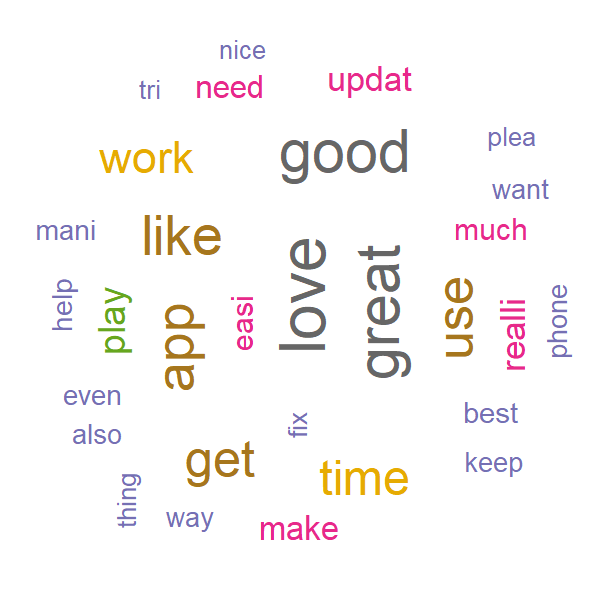 nice
tri
need
updat
work
good
plea
want
mani
like
much
help
play
app
easi
love
great
use
realli
phone
even
also
fix
best
get
time
keep
thing
way
make